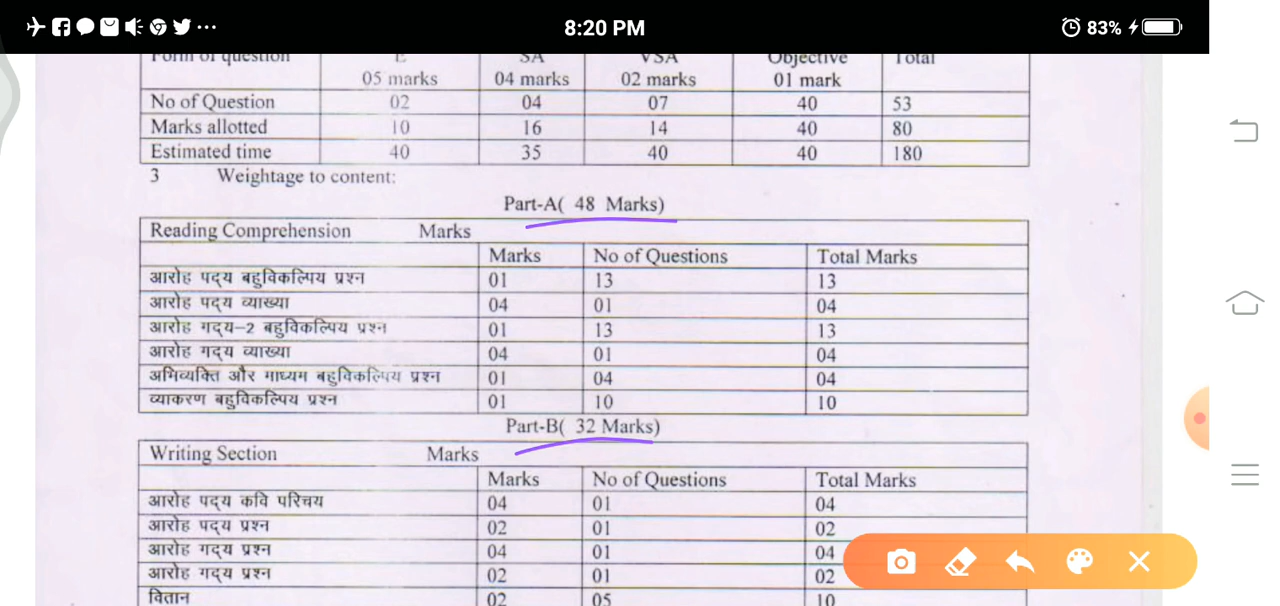 8:20 PM 83%
Form of question E SA VSA Objective Total
05 marks 04 marks 02 marks 01 mark
No of Question 02 04 07 40 53
Marks allotted 10 16 14 40 80
Estimated time 40 35 40 40 180
3 Weightage to content:
Part-A( 48 Marks)
Reading Comprehension Marks
Marks No of Questions Total Marks
आरोह पद्य बहुविकल्पिय प्रश्न 01 13 13
आरोह पद्य व्याख्या 04 01 04
आरोह गद्य-2 बहुविकल्पिय प्रश्न 01 13 13
आरोह गद्य व्याख्या 04 01 04
अभिव्यक्ति और माध्यम बहुविकल्पिय प्रश्न 01 04 04
व्याकरण बहुविकल्पिय प्रश्न 01 10 10
Part-B( 32 Marks)
Writing Section Marks
Marks No of Questions Total Marks
आरोह पद्य कवि परिचय 04 01 04
आरोह पद्य प्रश्न 02 01 02
आरोह गद्य प्रश्न 04 01 04
आरोह गद्य प्रश्न 02 01 02
वितान 02 05 10